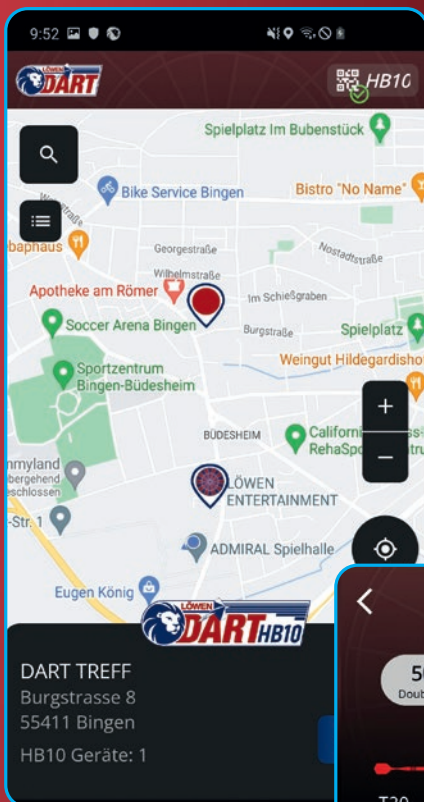 9:52
LÖWEN
DART
HB10
Spielplatz Im Bubenstück
Bike Service Bingen
Bistro "No Name"
Georgestraße
Nostadtstraße
Wilhelmstraße
Apotheke am Römer
Im Schießgraben
Soccer Arena Bingen
Burgstraße
Spielplatz
Weingut Hildegardishof
Sportzentrum
Bingen-Büdesheim
+
BÜDESHEIM
−
LÖWEN
ENTERTAINMENT
-Str. 1
ADMIRAL Spielhalle
Eugen König
LÖWEN
DART HB10
DART TREFF
Burgstrasse 8
55411 Bingen
HB10 Geräte: 1
T20